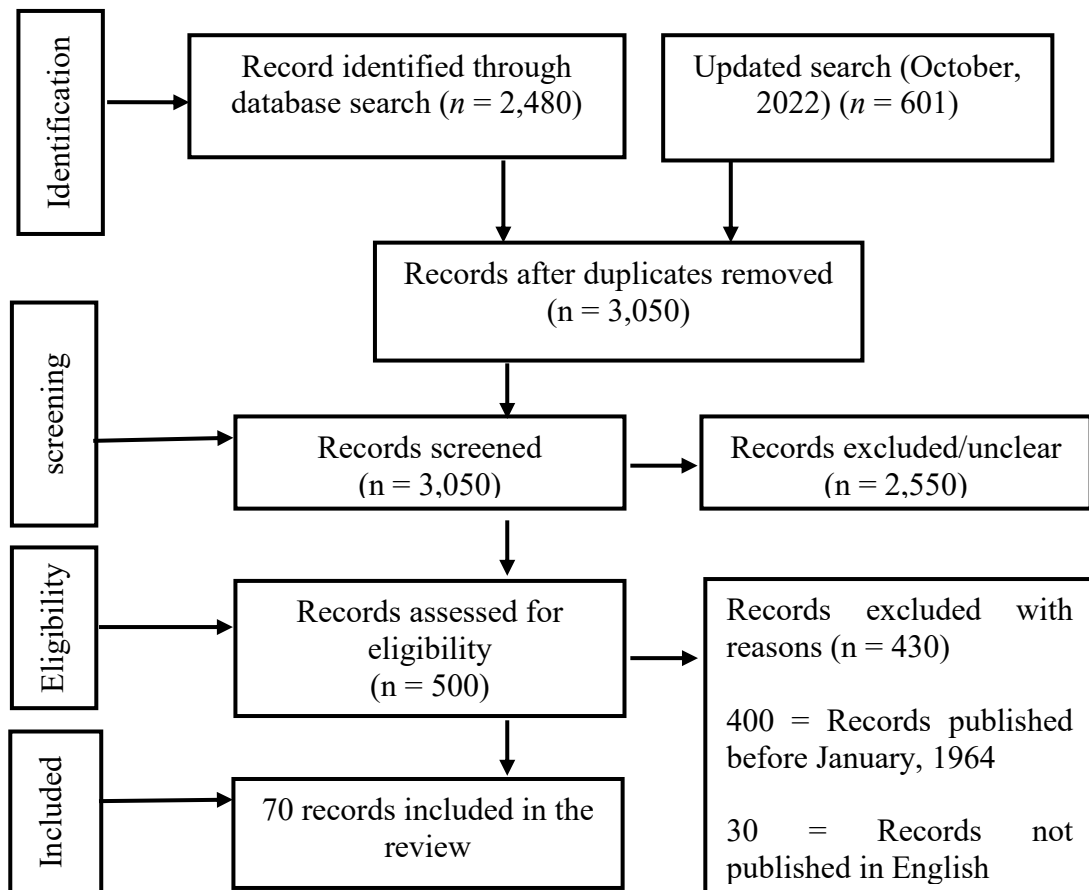 Identification
Record identified through
database search (n = 2,480)
Updated search (October,
2022) (n = 601)
Records after duplicates removed
(n = 3,050)
screening
Records screened
(n = 3,050)
Records excluded/unclear
(n = 2,550)
Eligibility
Records assessed for
eligibility
(n = 500)
Records excluded with
reasons (n = 430)
400 = Records published
before January, 1964
30 = Records not
published in English
Included
70 records included in the
review